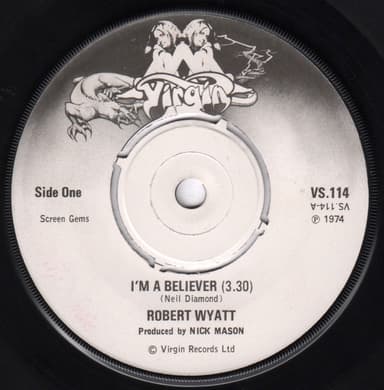 Virgin
Side One
VS.114
VS.114-A
Screen Gems
℗ 1974
I'M A BELIEVER (3.30)
(Neil Diamond)
ROBERT WYATT
Produced by NICK MASON
© Virgin Records Ltd